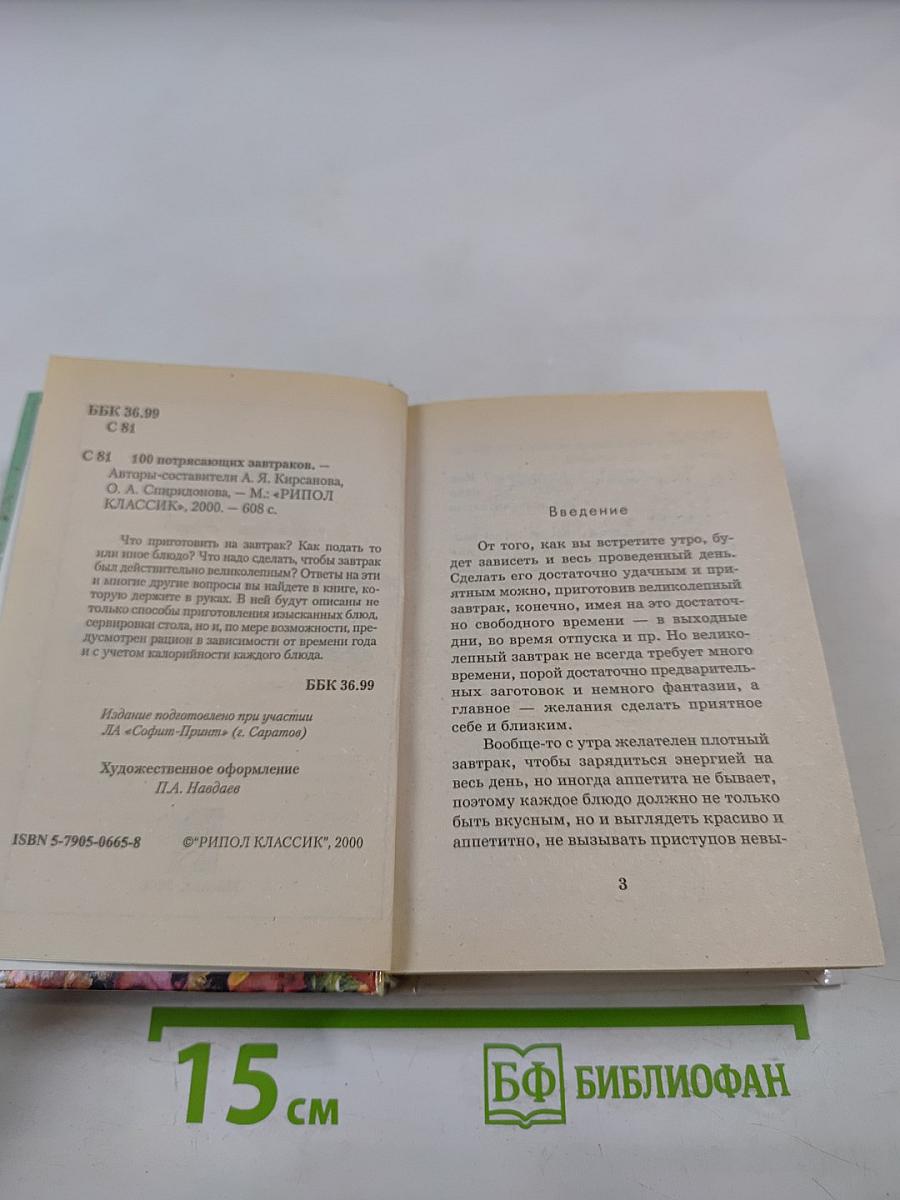 ББК 36.99
С 81
С 81 100 потрясающих завтраков. —
Авторы-составители А. Я. Кирсанова,
О. А. Спиридонова, — М.: «РИПОЛ
КЛАССИК», 2000. — 608 с.
Что приготовить на завтрак? Как подать то
или иное блюдо? Что надо сделать, чтобы завтрак
был действительно великолепным? Ответы на эти
и многие другие вопросы вы найдете в книге, ко-
торую держите в руках. В ней будут описаны не
только способы приготовления изысканных блюд,
сервировки стола, но и, по мере возможности, пре-
дусмотрен рацион в зависимости от времени года
и с учетом калорийности каждого блюда.
ББК 36.99
Издание подготовлено при участии
ЛА «Софит-Принт» (г. Саратов)
Художественное оформление
П.А. Навдаев
ISBN 5-7905-0665-8 ©"РИПОЛ КЛАССИК", 2000
Введение
От того, как вы встретите утро, бу-
дет зависеть и весь проведенный день.
Сделать его достаточно удачным и при-
ятным можно, приготовив великолепный
завтрак, конечно, имея на это достаточ-
но свободного времени — в выходные
дни, во время отпуска и пр. Но велико-
лепный завтрак не всегда требует много
времени, порой достаточно предваритель-
ных заготовок и немного фантазии, а
главное — желания сделать приятное
себе и близким.
Вообще-то с утра желателен плотный
завтрак, чтобы зарядиться энергией на
весь день, но иногда аппетита не бывает,
поэтому каждое блюдо должно не только
быть вкусным, но и выглядеть красиво и
аппетитно, не вызывать приступов невы-
3
15 см
БФ БИБЛИОФАН